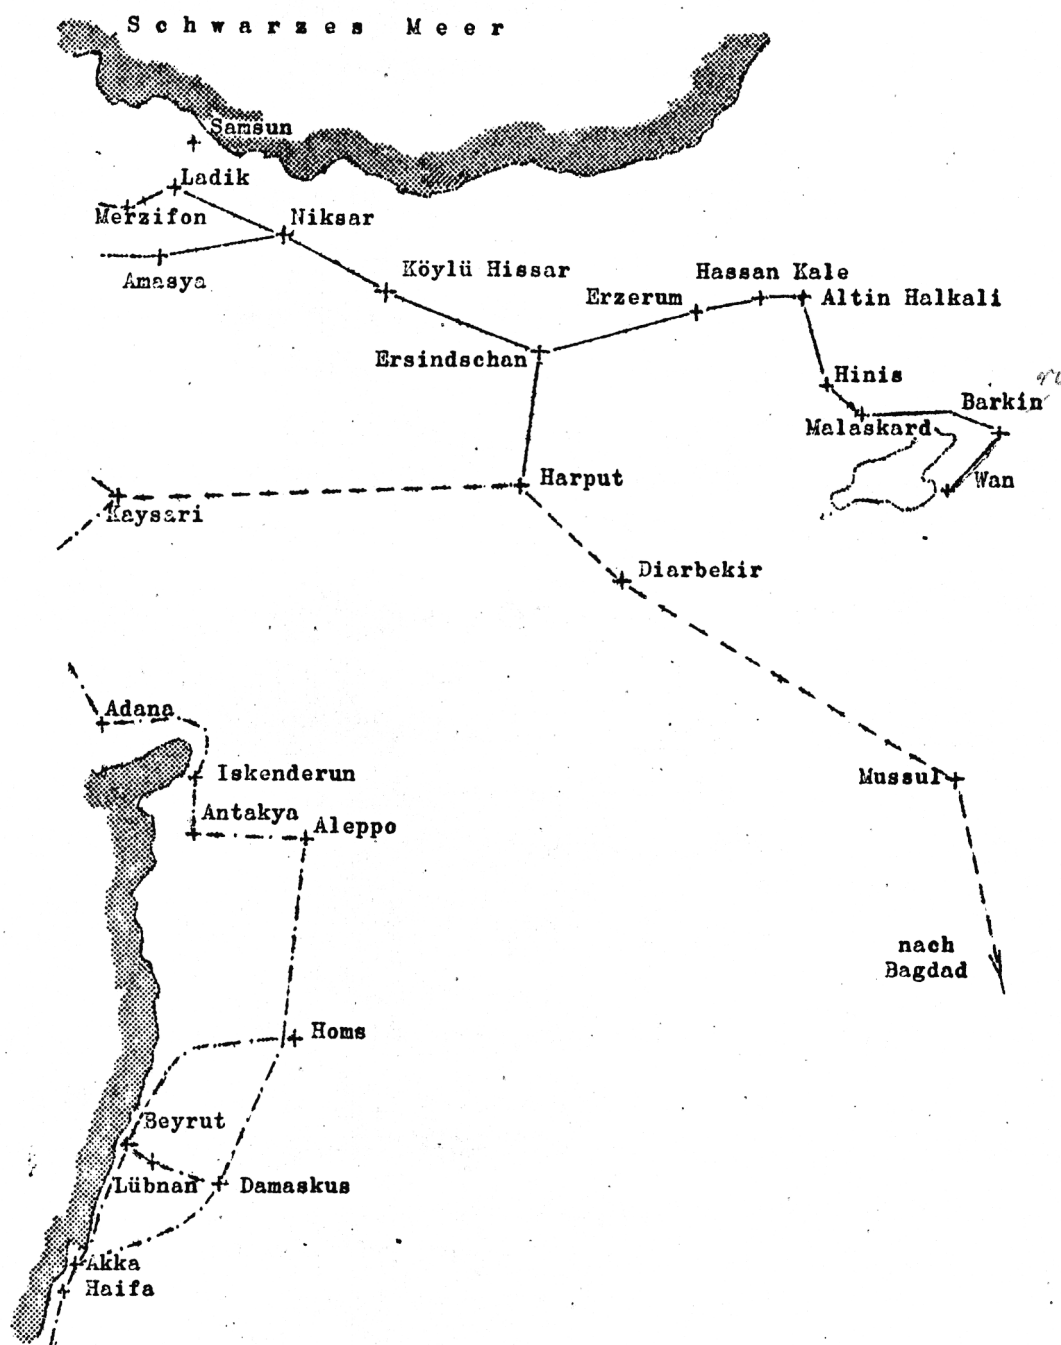 Schwarzes Meer
Samsun
Ladik
Merzifon
Niksar
Amasya
Köylü Hissar
Hassan Kale
Erzerum
Altin Halkali
Ersindschan
Hinis
Barkin
Malaskard
Harput
Wan
Kaysari
Diarbekir
Adana
Iskenderun
Mussul
Antakya
Aleppo
nach
Bagdad
Homs
Beyrut
Lübnan
Damaskus
Akka
Haifa